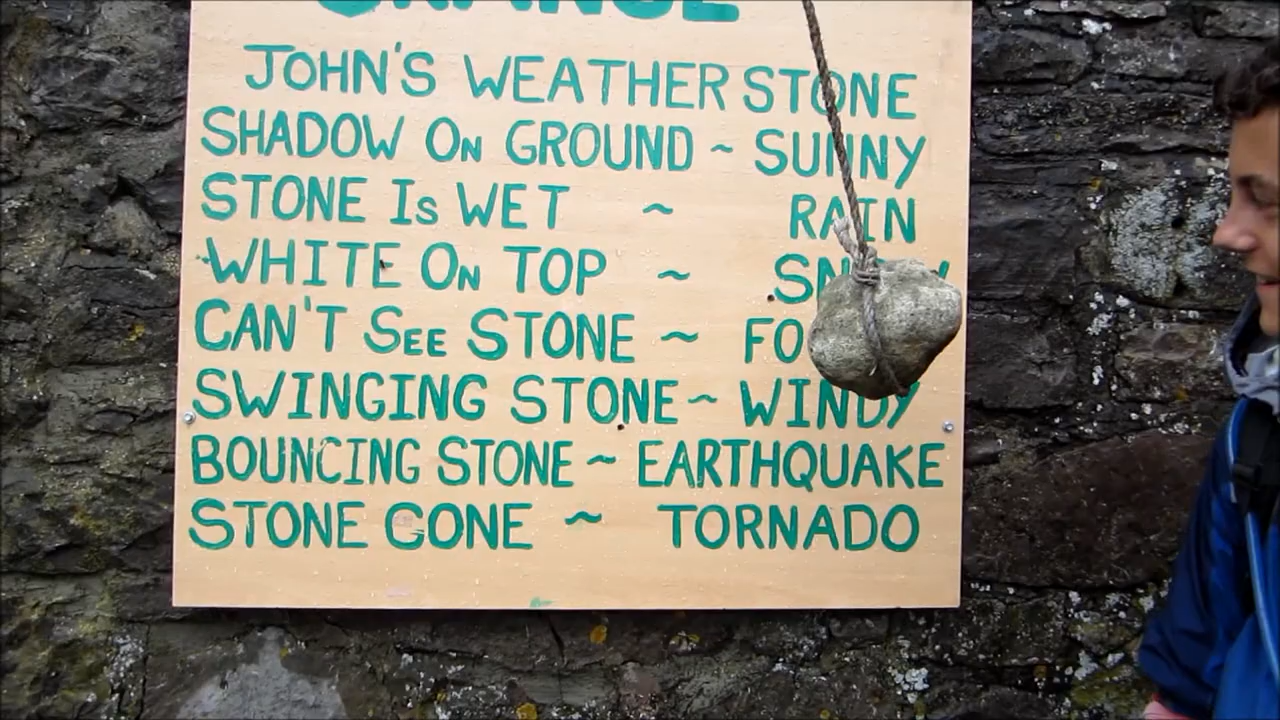 JOHN'S WEATHER STONE
SHADOW ON GROUND ~ SUNNY
STONE IS WET ~ RAIN
WHITE ON TOP ~
CAN'T SEE STONE ~
SWINGING STONE ~ WINDY
BOUNCING STONE ~ EARTHQUAKE
STONE GONE ~ TORNADO